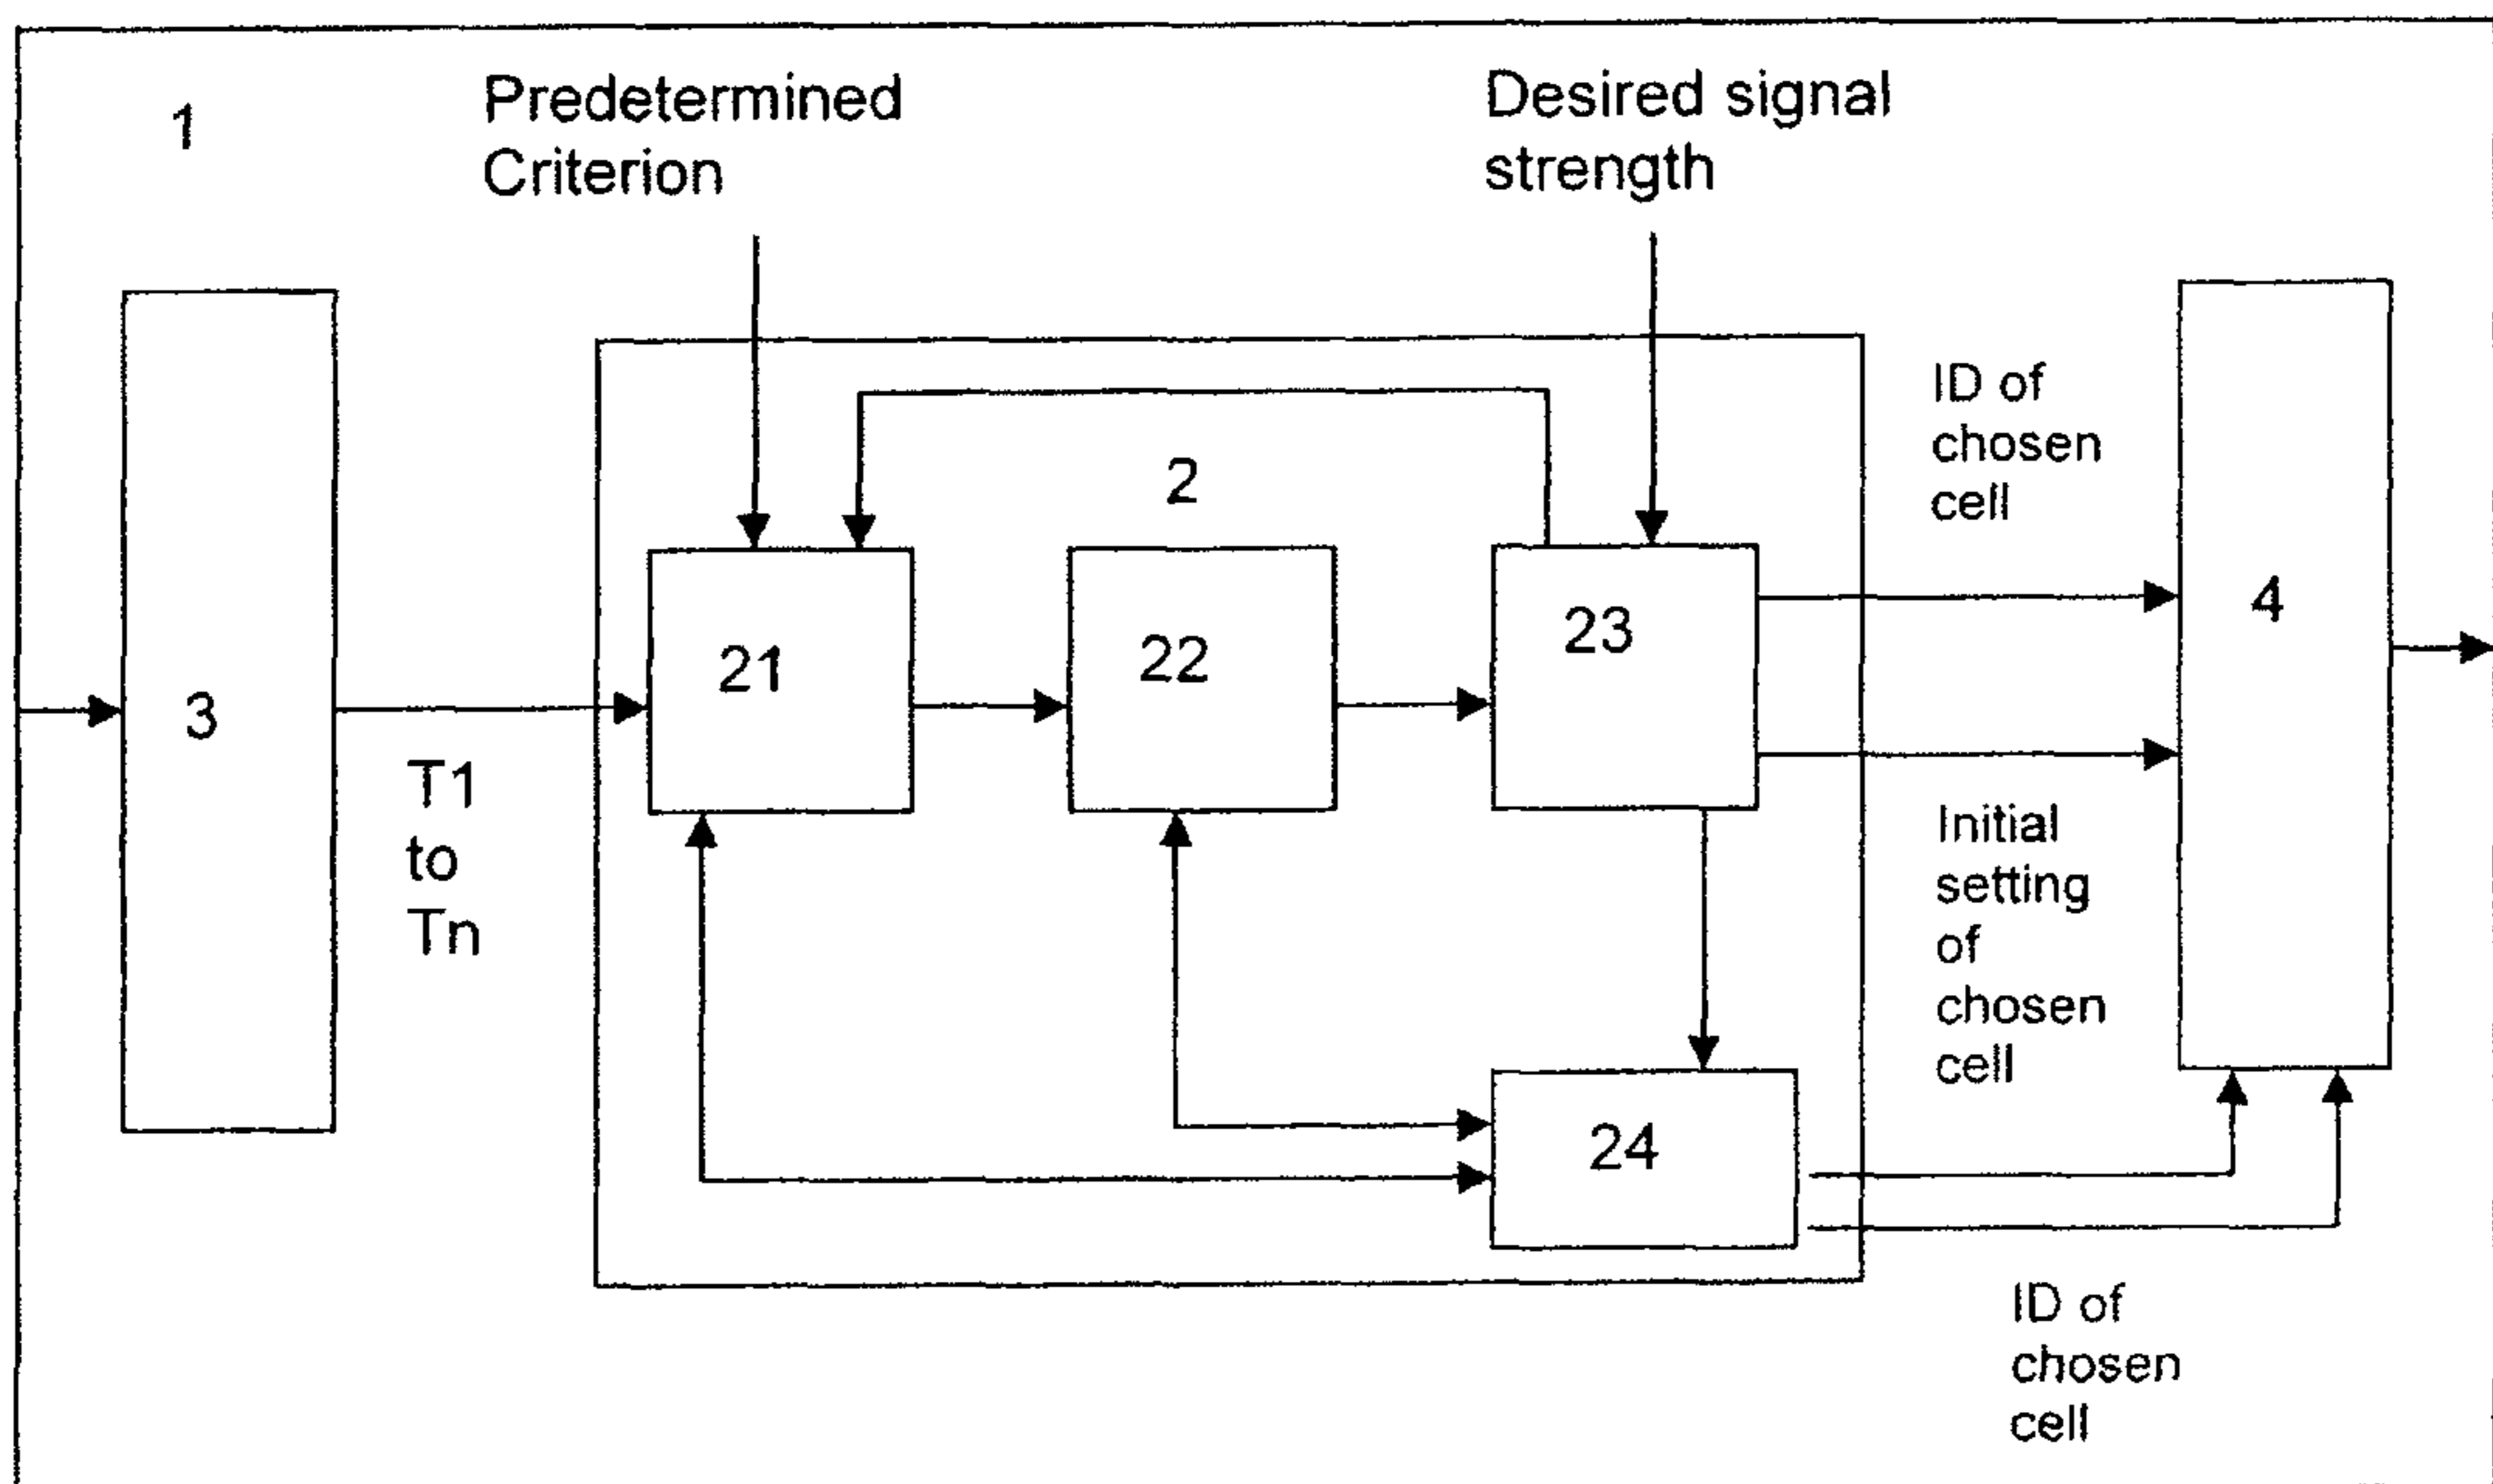 1
Predetermined
Criterion
Desired signal
strength
ID of
chosen
cell
2
3
21
22
23
4
T1
to
Tn
Initial
setting
of
chosen
cell
24
ID of
chosen
cell